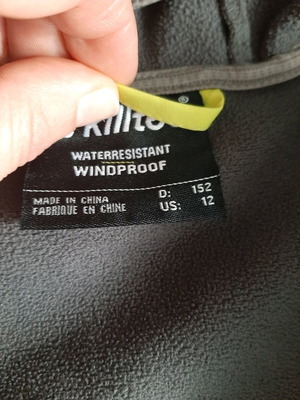 ®
WATERRESISTANT
WINDPROOF
MADE IN CHINA D: 152
FABRIQUE EN CHINE US: 12